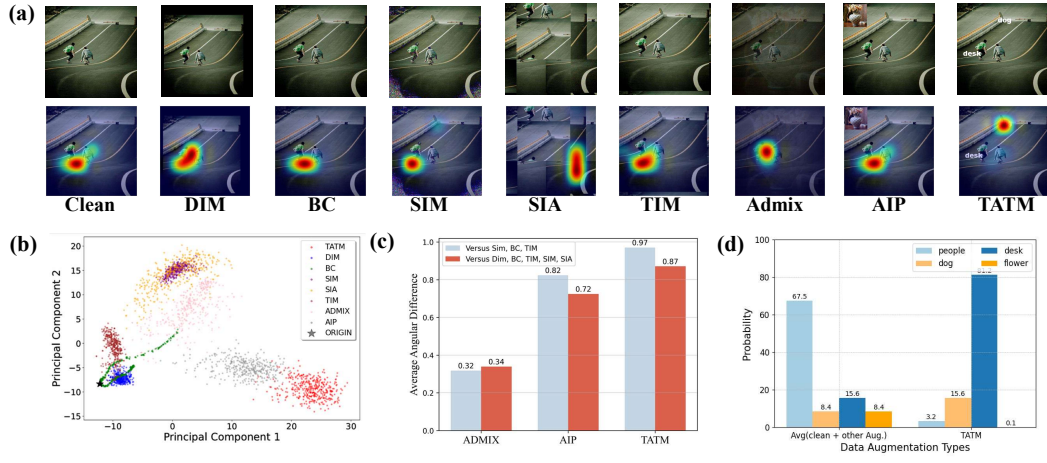 (a)
dog
desk
desk
Clean DIM BC SIM SIA TIM Admix AIP TATM
(b)
Principal Component 2
20
15
10
5
0
−5
−10
−15
−10 0 10 20 30
Principal Component 1
TATM
DIM
BC
SIM
SIA
TIM
ADMIX
AIP
ORIGIN
(c)
Average Angular Difference
1.0
0.8
0.6
0.4
0.2
0.0
Versus Sim, BC, TIM
Versus Dim, BC, TIM, SIM, SIA
0.32 0.34 0.82 0.72 0.97 0.87
ADMIX AIP TATM
(d)
Probability
100
80
60
40
20
0
people desk
dog flower
67.5 8.4 15.6 8.4 3.2 15.6 0.1
Avg(clean + other Aug.) TATM
Data Augmentation Types